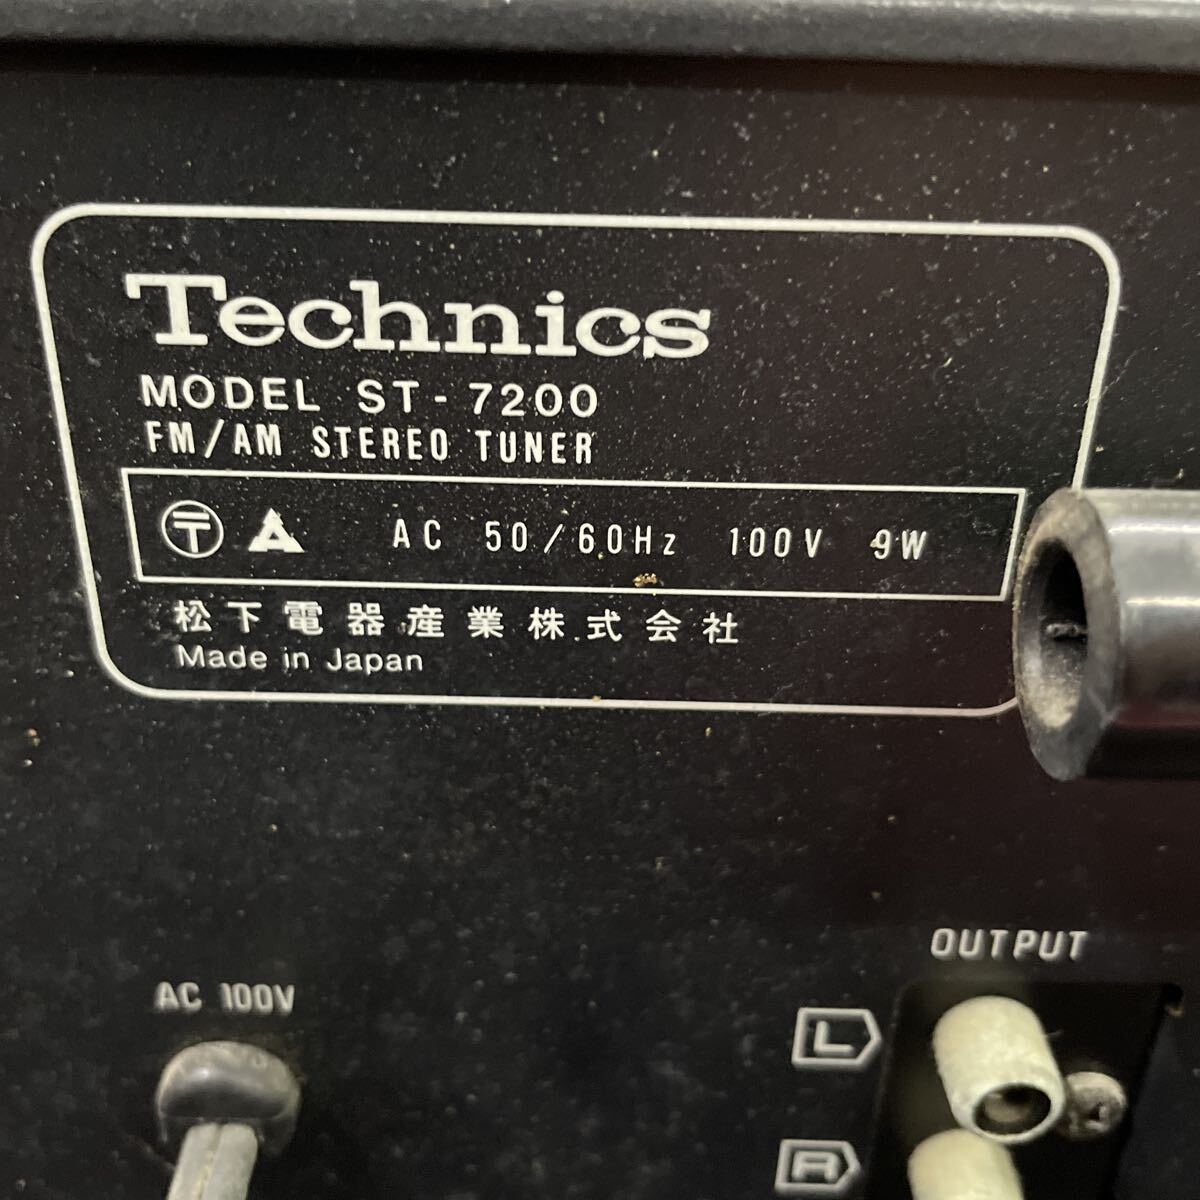 Technics
MODEL ST-7200
FM/AM STEREO TUNER
〒 AC 50/60Hz 100V 9W
松下電器産業株式会社
Made in Japan
OUTPUT
AC 100V
L
R